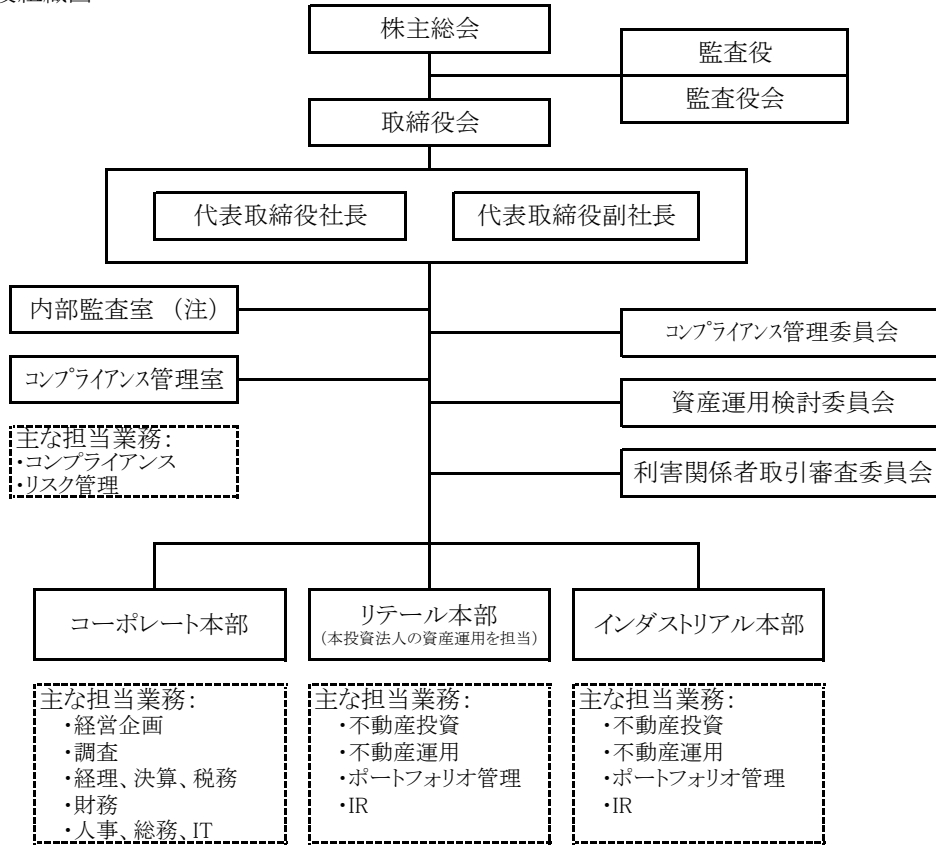 株主総会
監査役
監査役会
取締役会
代表取締役社長
代表取締役副社長
内部監査室 （注）
コンプライアンス管理委員会
コンプライアンス管理室
資産運用検討委員会
主な担当業務：
・コンプライアンス
・リスク管理
利害関係者取引審査委員会
コーポレート本部
リテール本部
（本投資法人の資産運用を担当）
インダストリアル本部
主な担当業務：
・経営企画
・調査
・経理、決算、税務
・財務
・人事、総務、IT
主な担当業務：
・不動産投資
・不動産運用
・ポートフォリオ管理
・IR
主な担当業務：
・不動産投資
・不動産運用
・ポートフォリオ管理
・IR